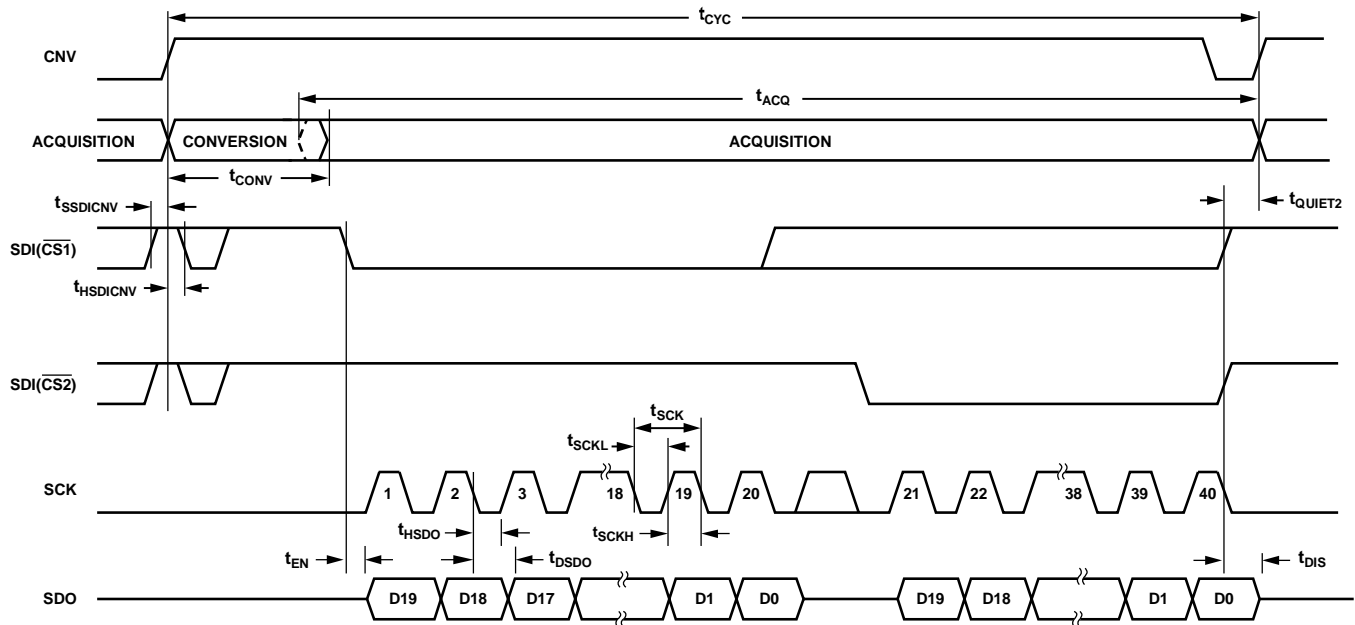 tCYC
CNV
tACQ
ACQUISITION CONVERSION ACQUISITION
tCONV
tSSDICNV
tQUIET2
SDI(CS1)
tHSDICNV
SDI(CS2)
tSCK
tSCKL
SCK 1 2 3 18 19 20 21 22 38 39 40
tHSDO tSCKH
tEN tDSDO tDIS
SDO D19 D18 D17 D1 D0 D19 D18 D1 D0